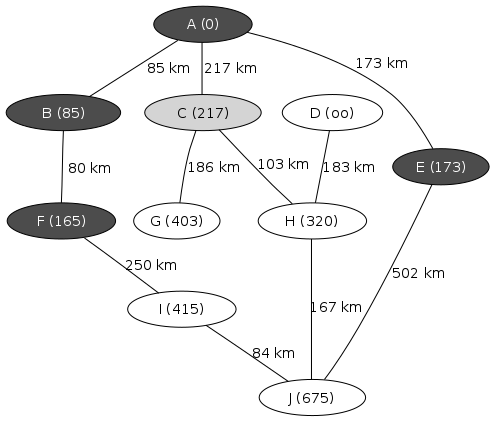 A (0)
85 km
217 km
173 km
B (85)
C (217)
D (oo)
E (173)
80 km
186 km
103 km
183 km
F (165)
G (403)
H (320)
250 km
502 km
I (415)
167 km
84 km
J (675)